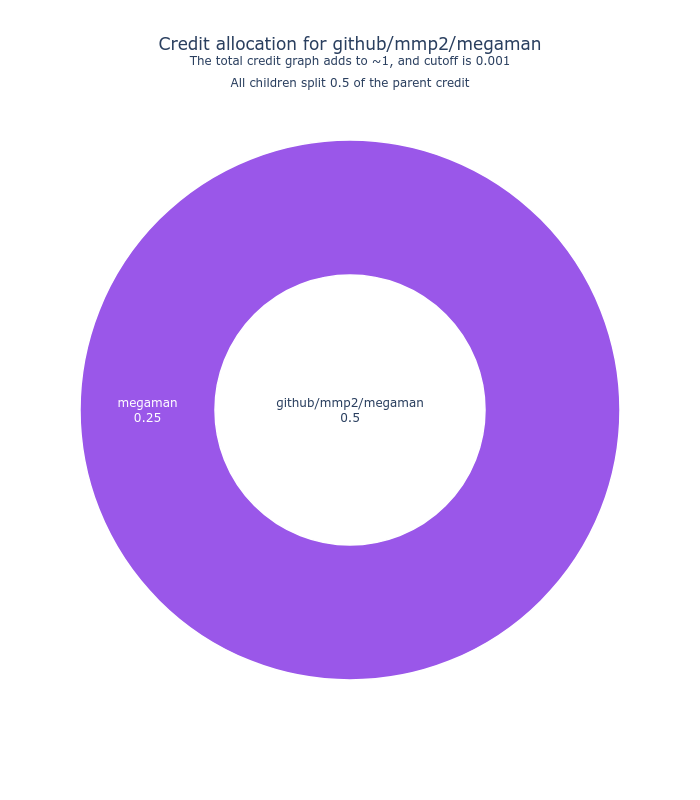 Credit allocation for github/mmp2/megaman
The total credit graph adds to ~1, and cutoff is 0.001
All children split 0.5 of the parent credit
megaman
0.25
github/mmp2/megaman
0.5